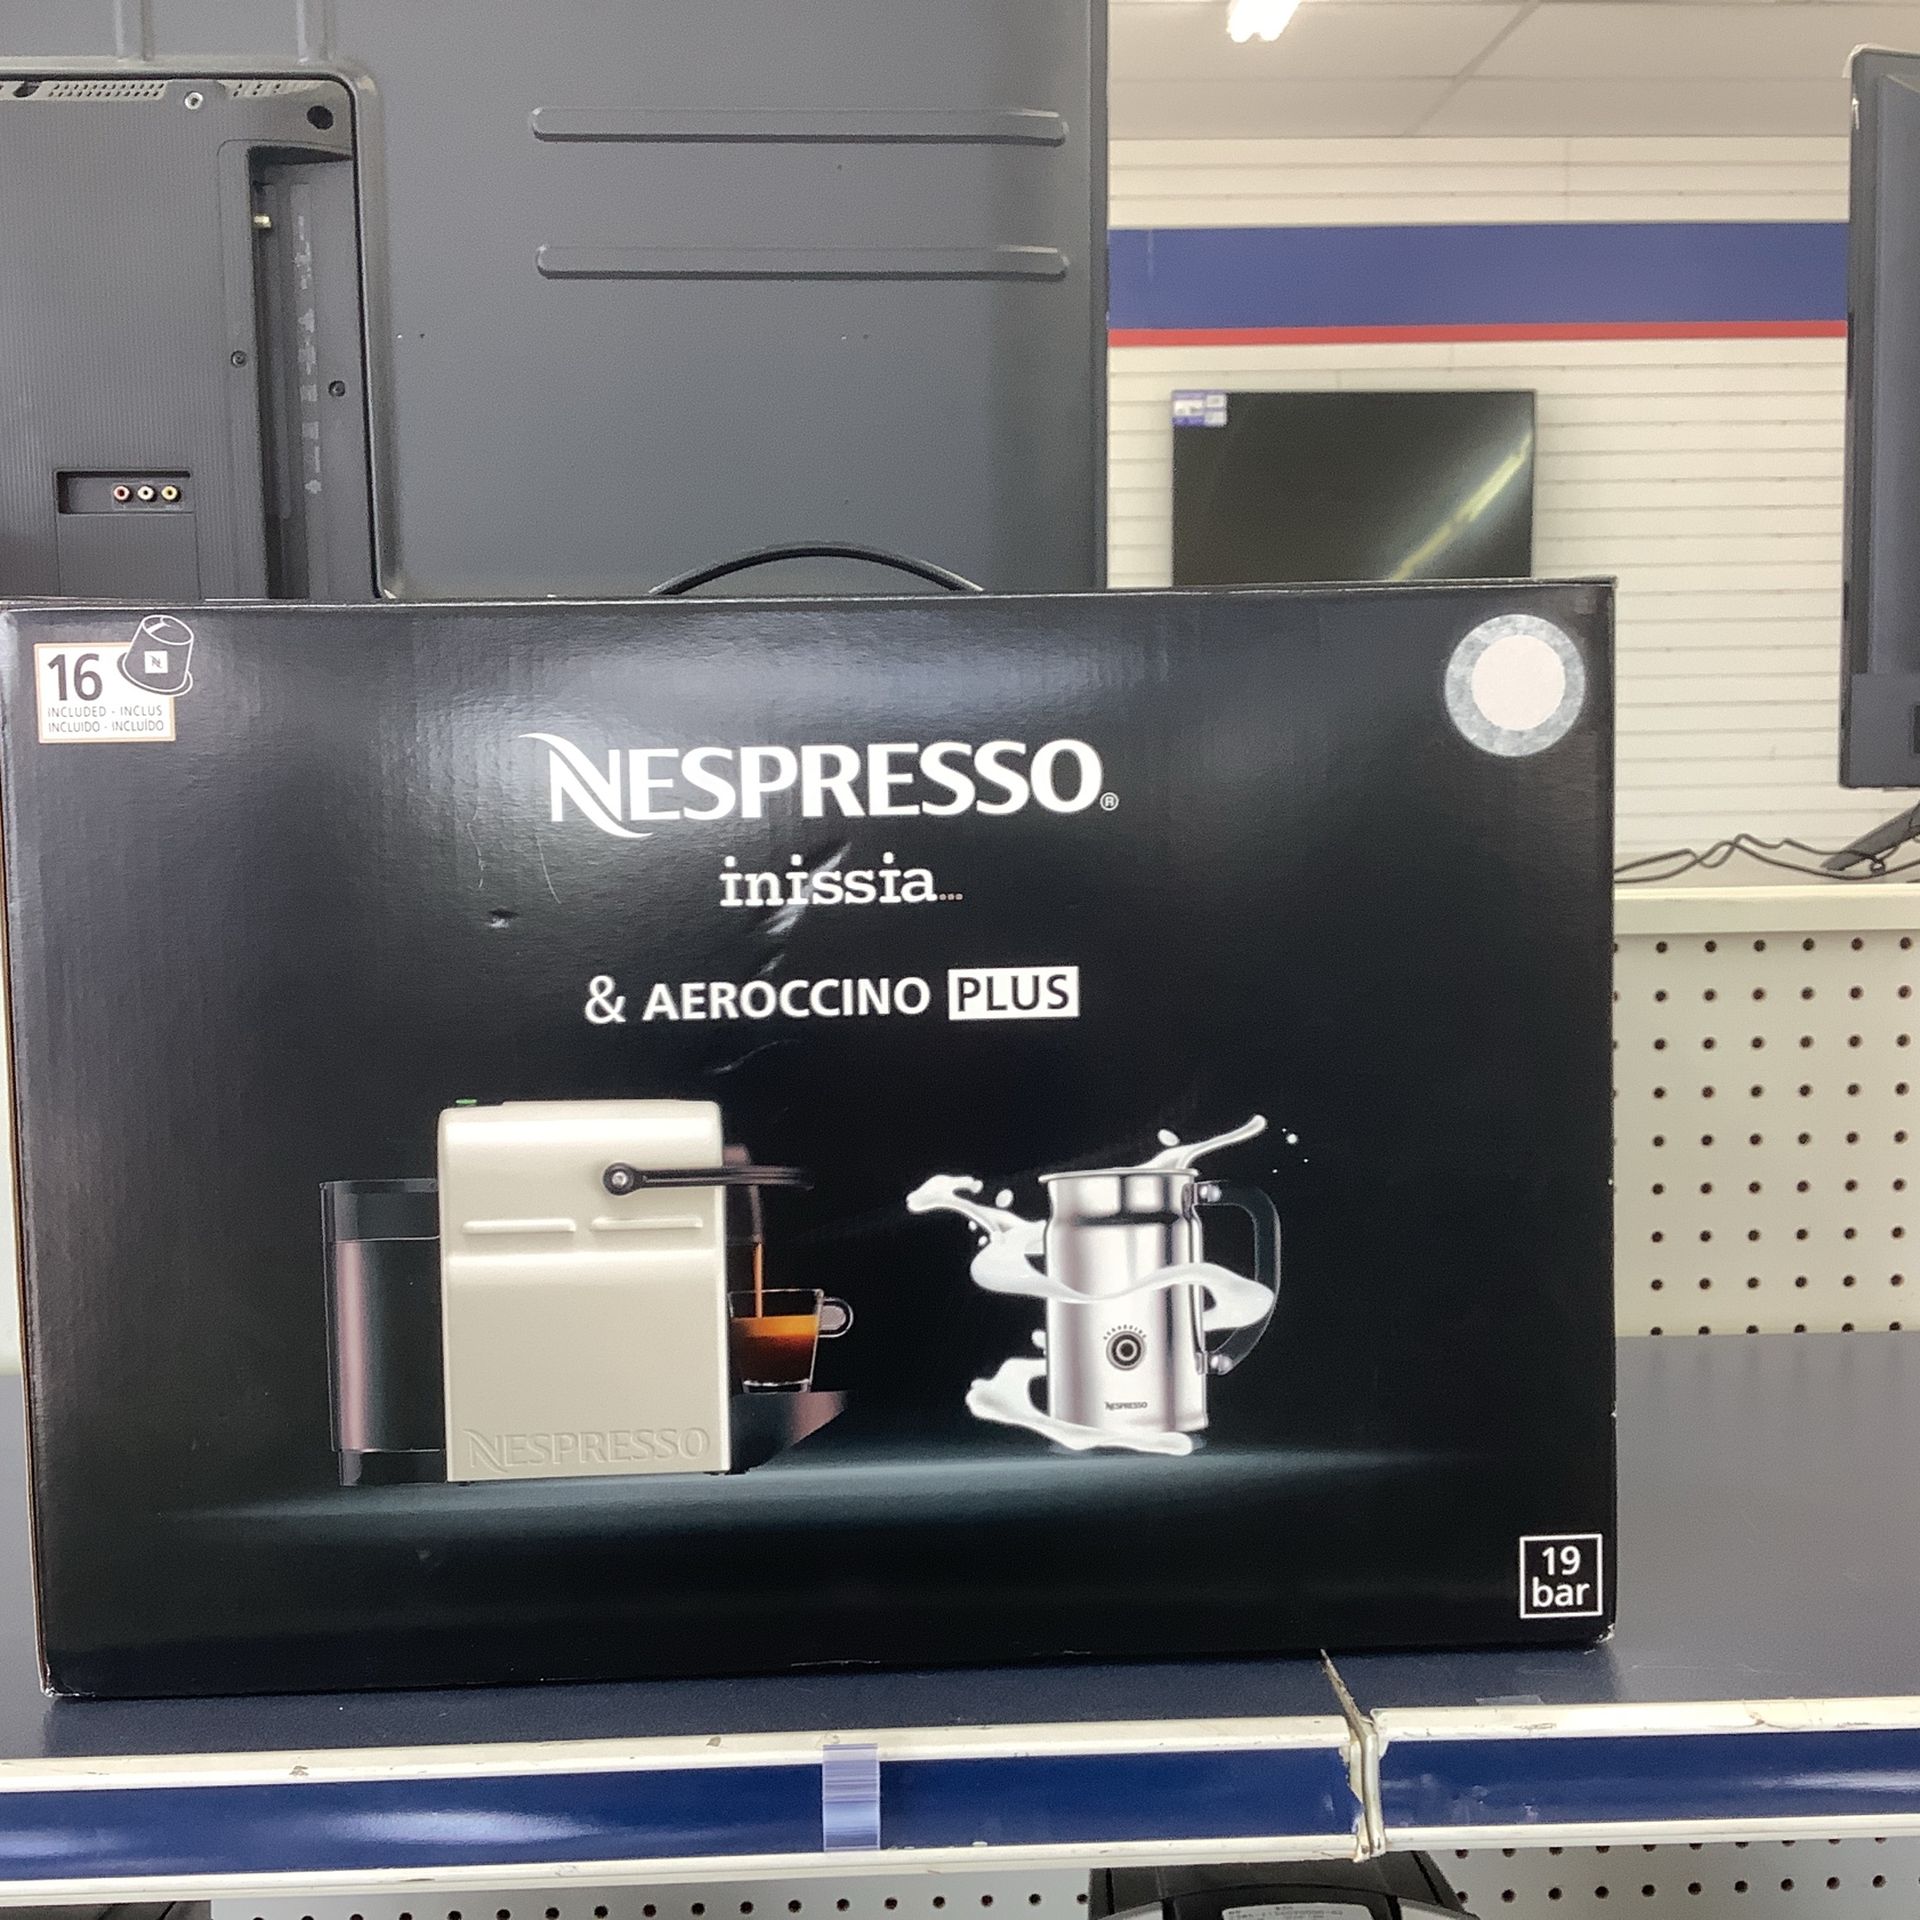 16
INCLUDED - INCLUS
INCLUIDO - INCLUÍDO
NESPRESSO®
inissia...
& AEROCCINO PLUS
NESPRESSO
NESPRESSO
19
bar